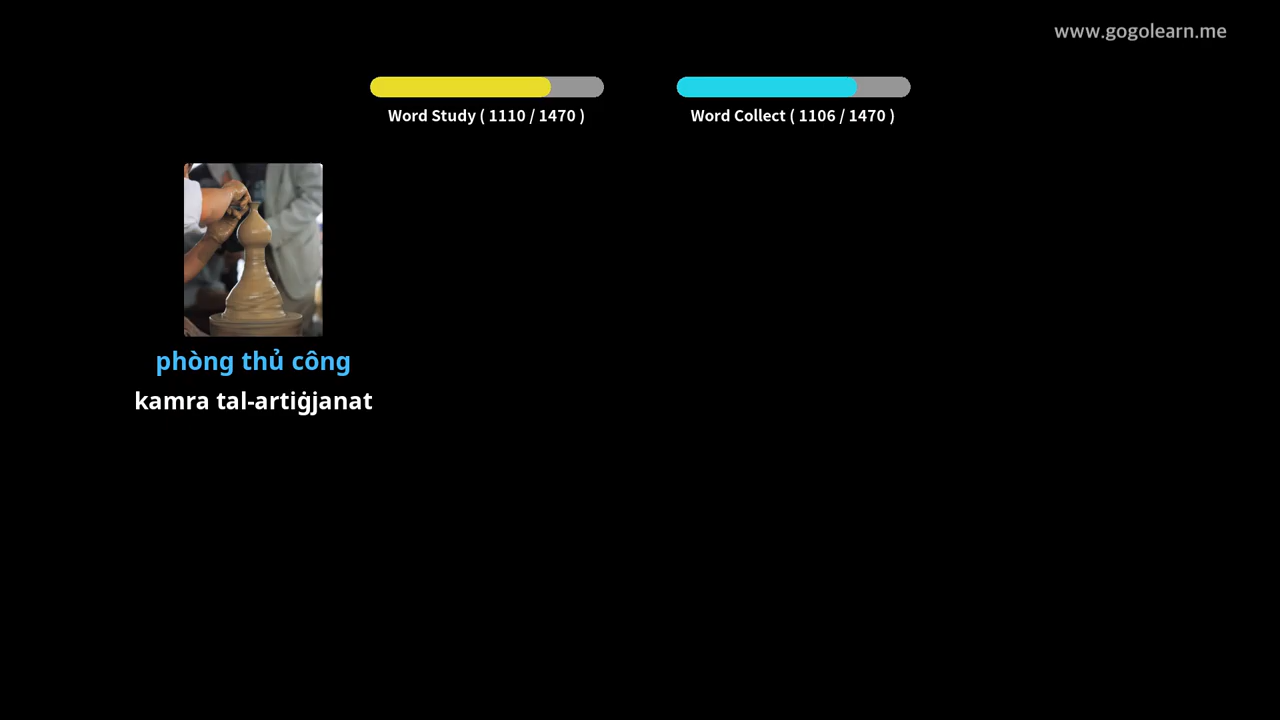 www.gogolearn.me
Word Study ( 1110 / 1470 )
Word Collect ( 1106 / 1470 )
phòng thủ công
kamra tal-artiġjanat